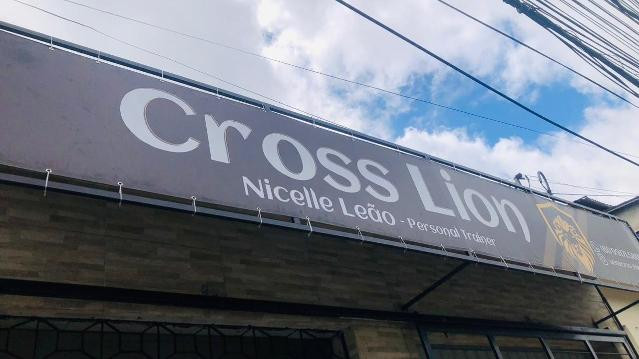 Cross Lion
Nicelle Leão - Personal Trainer